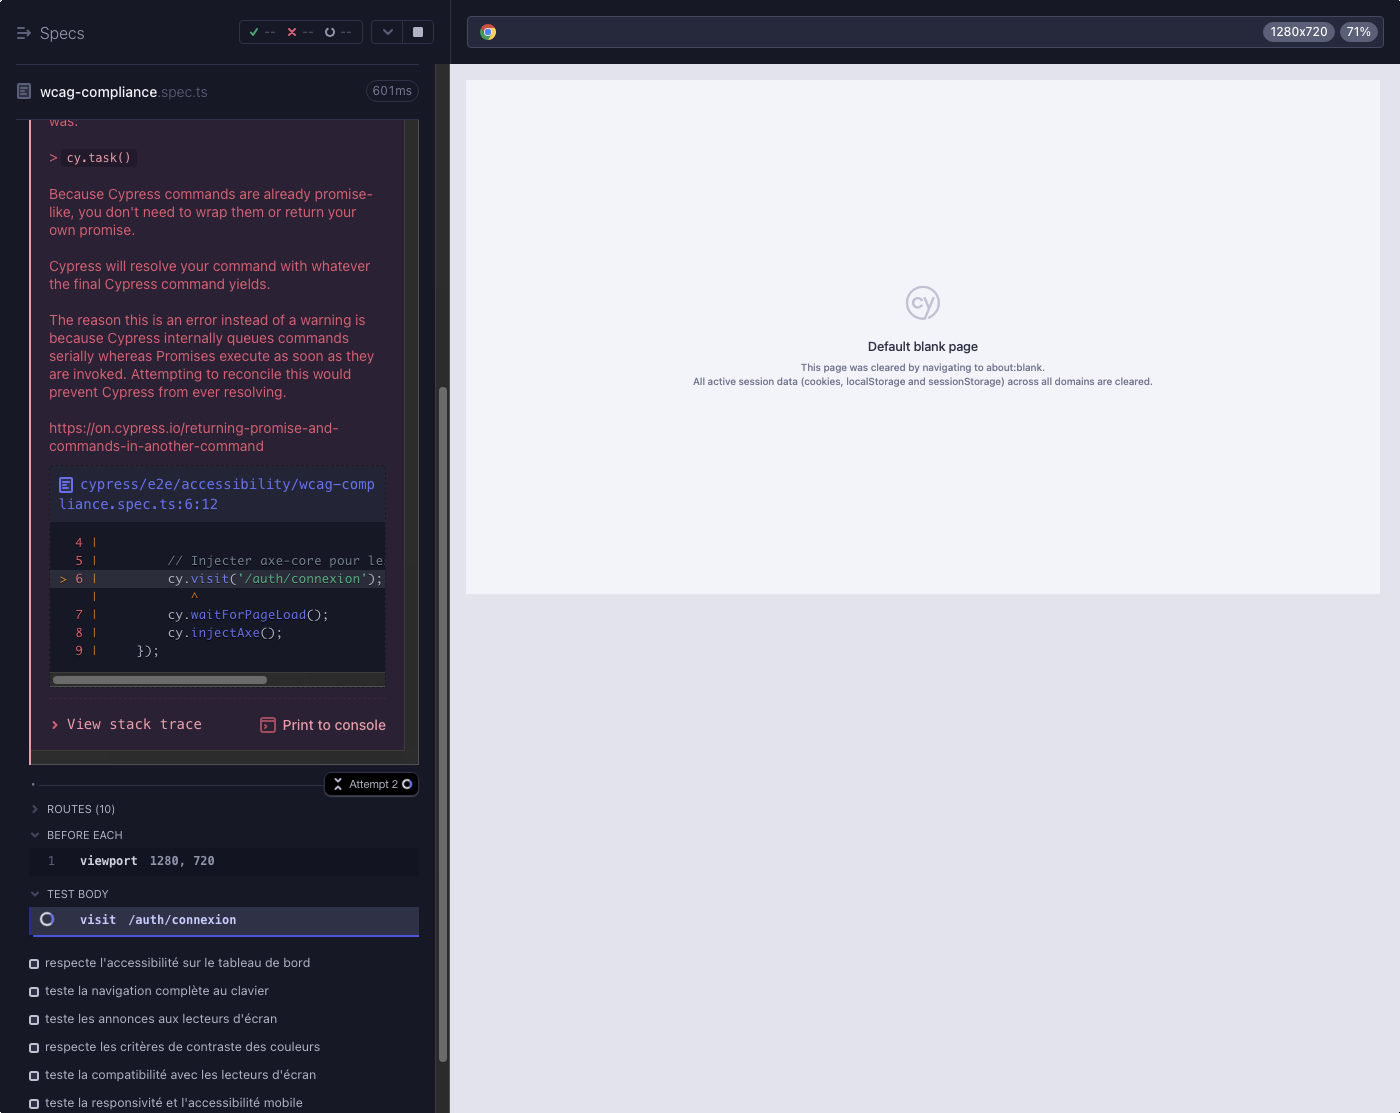 Specs
-- -- --
1280x720
71%
wcag-compliance.spec.ts
601ms
was:
> cy.task()
Because Cypress commands are already promise-
like, you don't need to wrap them or return your
own promise.
Cypress will resolve your command with whatever
the final Cypress command yields.
The reason this is an error instead of a warning is
because Cypress internally queues commands
serially whereas Promises execute as soon as they
are invoked. Attempting to reconcile this would
prevent Cypress from ever resolving.
https://on.cypress.io/returning-promise-and-
commands-in-another-command
cypress/e2e/accessibility/wcag-comp
liance.spec.ts:6:12
4 |
5 | // Injecter axe-core pour le
> 6 | cy.visit('/auth/connexion');
| ^
7 | cy.waitForPageLoad();
8 | cy.injectAxe();
9 | });
View stack trace
Print to console
Attempt 2
ROUTES (10)
BEFORE EACH
1 viewport 1280, 720
TEST BODY
visit /auth/connexion
respecte l'accessibilité sur le tableau de bord
teste la navigation complète au clavier
teste les annonces aux lecteurs d'écran
respecte les critères de contraste des couleurs
teste la compatibilité avec les lecteurs d'écran
teste la responsivité et l'accessibilité mobile
cy
Default blank page
This page was cleared by navigating to about:blank.
All active session data (cookies, localStorage and sessionStorage) across all domains are cleared.